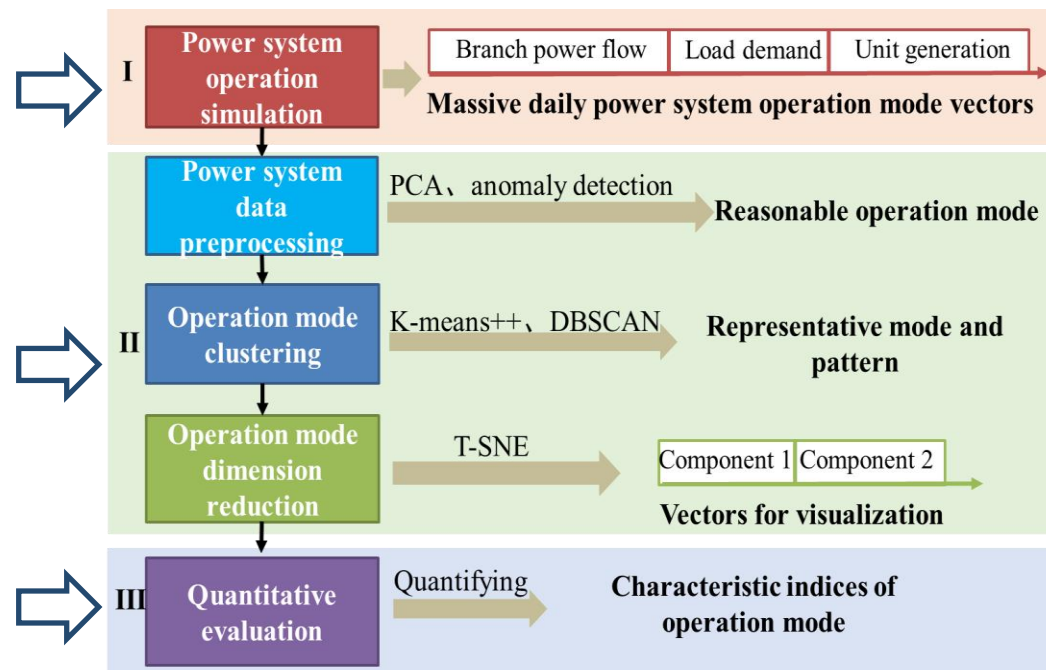 I
Power system
operation
simulation
Branch power flow
Load demand
Unit generation
Massive daily power system operation mode vectors
Power system
data
preprocessing
PCA、anomaly detection
Reasonable operation mode
II
Operation mode
clustering
K-means++、DBSCAN
Representative mode and
pattern
Operation mode
dimension
reduction
T-SNE
Component 1
Component 2
Vectors for visualization
III
Quantitative
evaluation
Quantifying
Characteristic indices of
operation mode